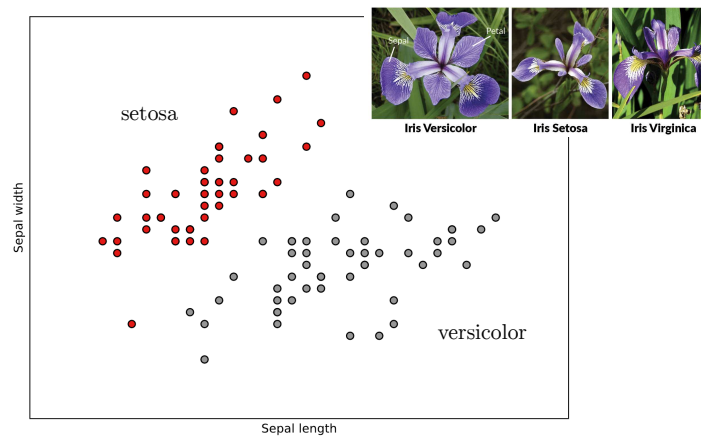 Sepal
Petal
Iris Versicolor
Iris Setosa
Iris Virginica
setosa
versicolor
Sepal width
Sepal length